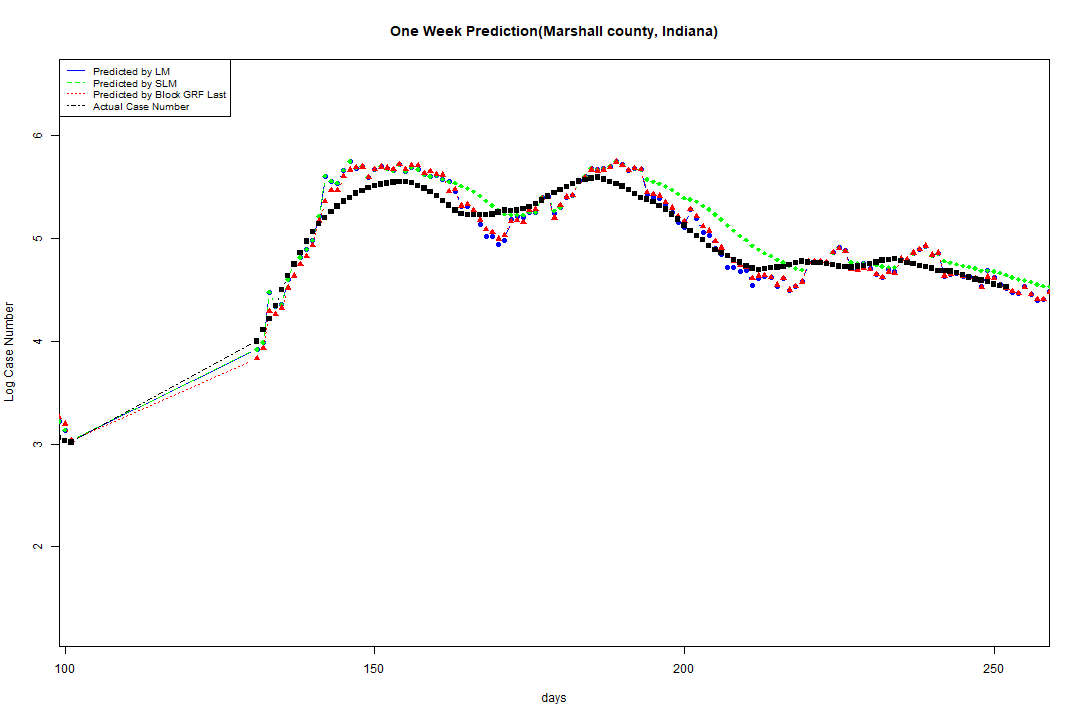 One Week Prediction(Marshall county, Indiana)
Predicted by LM
Predicted by SLM
Predicted by Block GRF Last
Actual Case Number
6
5
4
3
2
Log Case Number
100 150 200 250
days